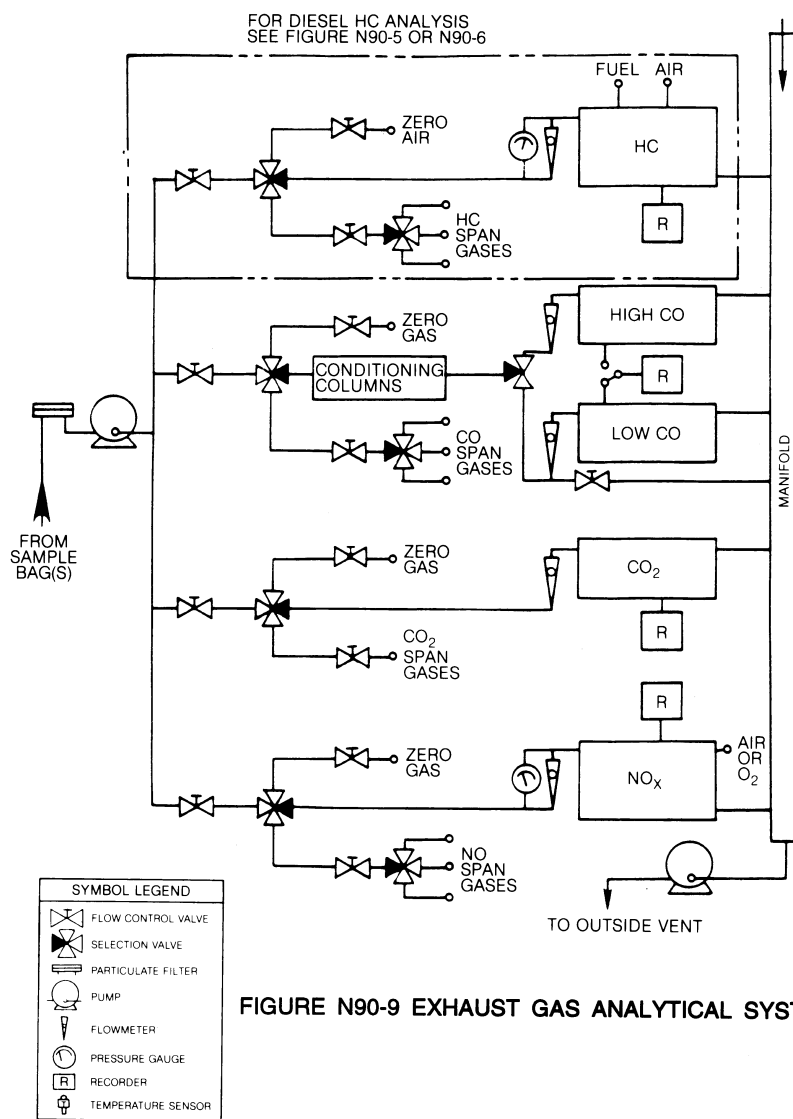 FOR DIESEL HC ANALYSIS
SEE FIGURE N90-5 OR N90-6
FUEL AIR
ZERO
AIR
HC
R
HC
SPAN
GASES
ZERO
GAS
HIGH CO
CONDITIONING
COLUMNS
R
LOW CO
CO
SPAN
GASES
MANIFOLD
FROM
SAMPLE
BAG(S)
ZERO
GAS
CO₂
R
CO₂
SPAN
GASES
R
ZERO
GAS
NOₓ
AIR
OR
O₂
NO
SPAN
GASES
TO OUTSIDE VENT
SYMBOL LEGEND
FLOW CONTROL VALVE
SELECTION VALVE
PARTICULATE FILTER
PUMP
FLOWMETER
PRESSURE GAUGE
R RECORDER
T TEMPERATURE SENSOR
FIGURE N90-9 EXHAUST GAS ANALYTICAL SYST